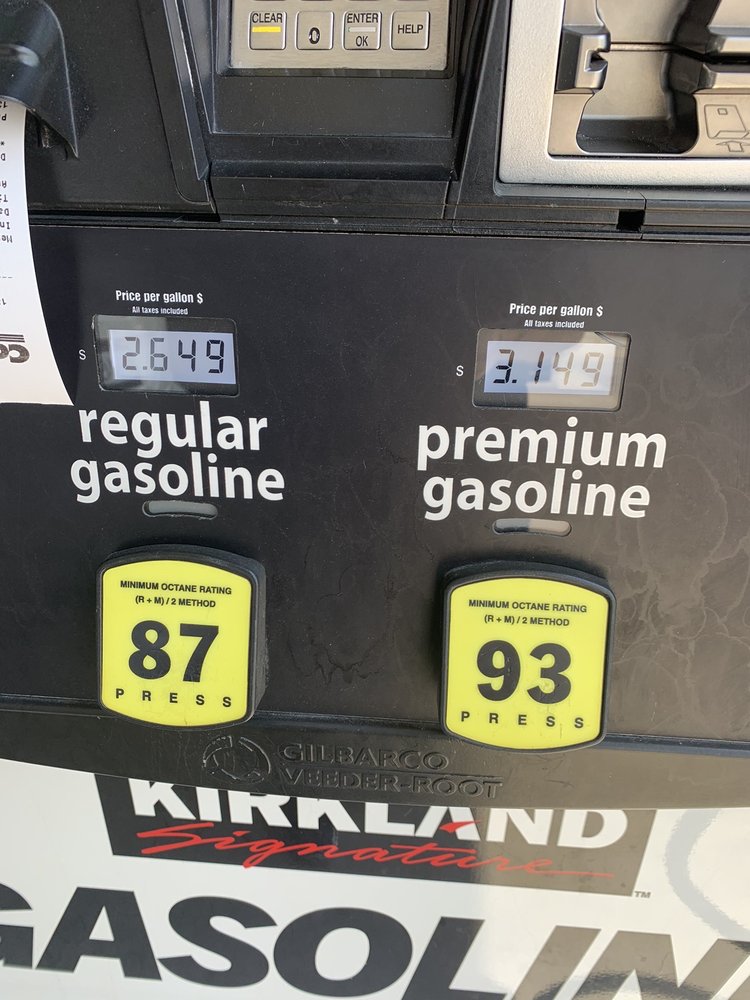 CLEAR
0
ENTER
OK
HELP
Price per gallon $
All taxes included
$ 2.649
regular
gasoline
MINIMUM OCTANE RATING
(R + M) / 2 METHOD
87
PRESS
Price per gallon $
All taxes included
$ 3.149
premium
gasoline
MINIMUM OCTANE RATING
(R + M) / 2 METHOD
93
PRESS
GILBARCO
VEEDER-ROOT
KIRKLAND
Signature™
GASOLIN